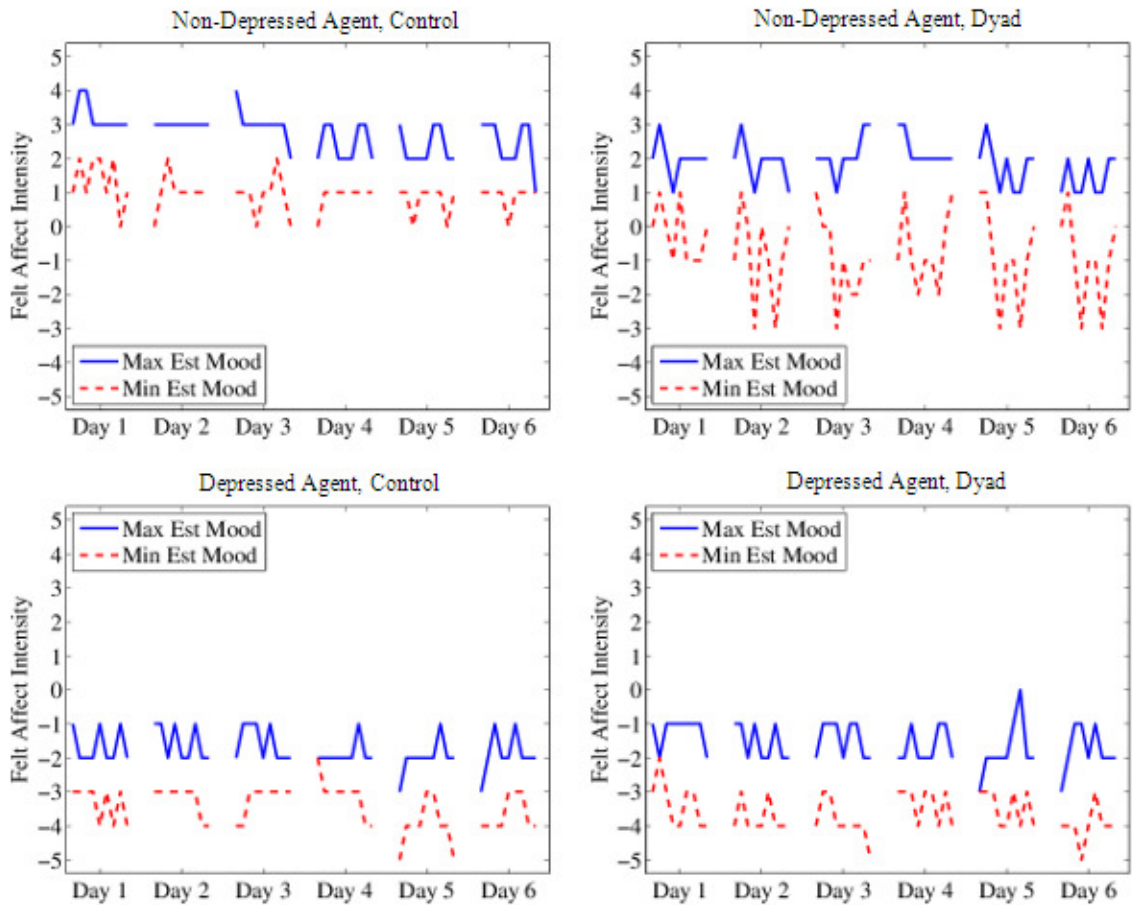 Non-Depressed Agent, Control
Felt Affect Intensity
5
4
3
2
1
0
−1
−2
−3
−4
−5
Max Est Mood
Min Est Mood
Day 1 Day 2 Day 3 Day 4 Day 5 Day 6
Non-Depressed Agent, Dyad
Felt Affect Intensity
5
4
3
2
1
0
−1
−2
−3
−4
−5
Max Est Mood
Min Est Mood
Day 1 Day 2 Day 3 Day 4 Day 5 Day 6
Depressed Agent, Control
Felt Affect Intensity
5
4
3
2
1
0
−1
−2
−3
−4
−5
Max Est Mood
Min Est Mood
Day 1 Day 2 Day 3 Day 4 Day 5 Day 6
Depressed Agent, Dyad
Felt Affect Intensity
5
4
3
2
1
0
−1
−2
−3
−4
−5
Max Est Mood
Min Est Mood
Day 1 Day 2 Day 3 Day 4 Day 5 Day 6